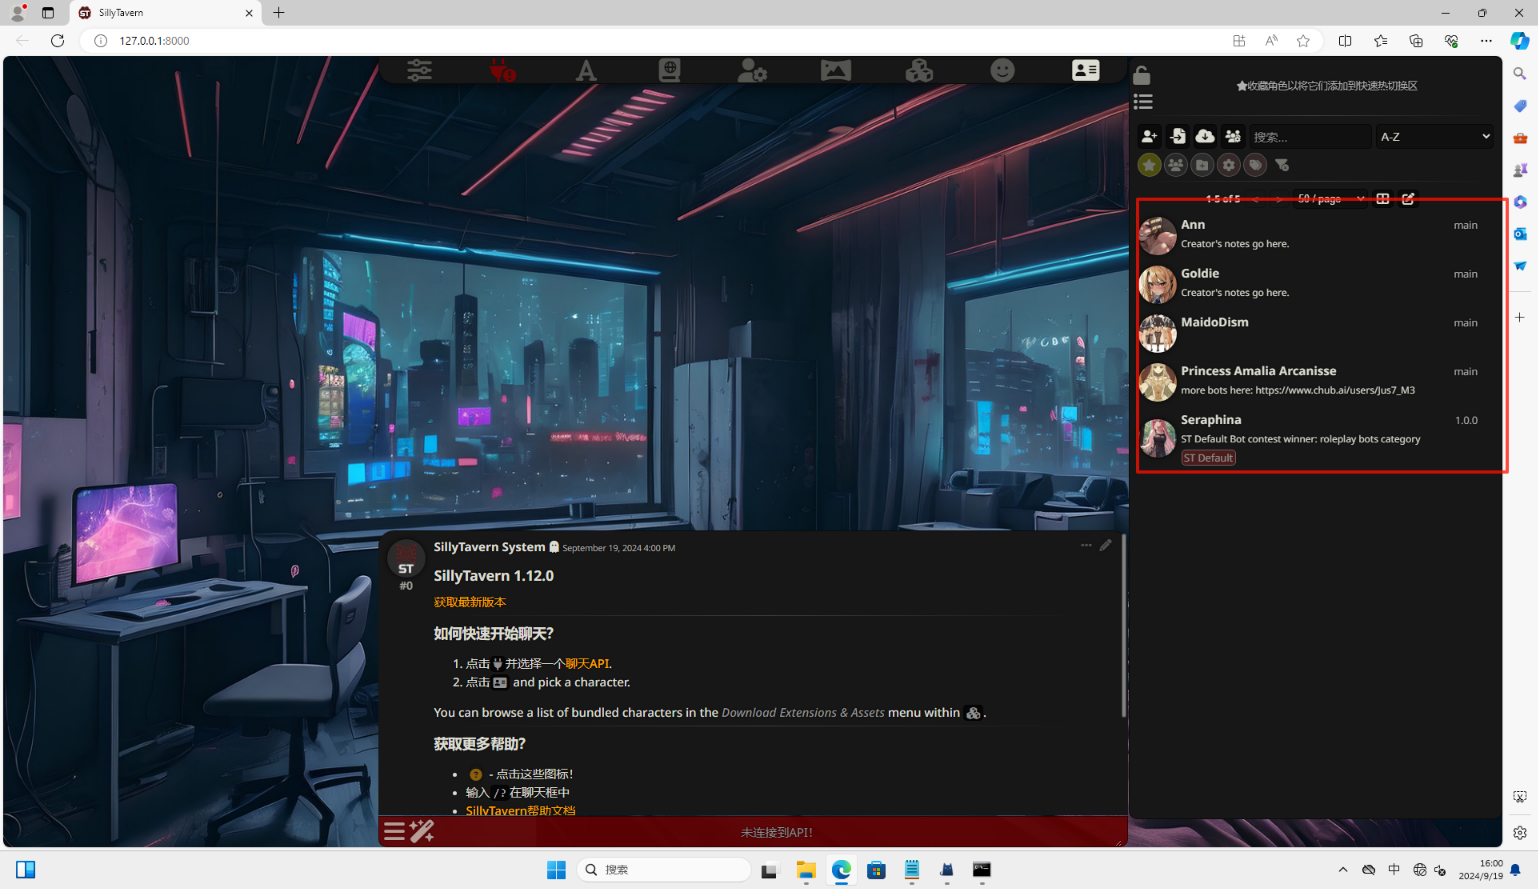 SillyTavern
127.0.0.1:8000
★收藏角色以将它们添加到快速热切换区
搜索...
A-Z
1-5 of 5
50 / page
Ann
main
Creator's notes go here.
Goldie
main
Creator's notes go here.
MaidoDism
main
Princess Amalia Arcanisse
main
more bots here: https://www.chub.ai/users/Jus7_M3
Seraphina
1.0.0
ST Default Bot contest winner: roleplay bots category
ST Default
SillyTavern System September 19, 2024 4:00 PM
ST
#0
SillyTavern 1.12.0
获取最新版本
如何快速开始聊天?
1. 点击 并选择一个聊天API.
2. 点击 and pick a character.
You can browse a list of bundled characters in the Download Extensions & Assets menu within .
获取更多帮助?
• ? - 点击这些图标!
• 输入 /? 在聊天框中
• SillyTavern帮助文档
未连接到API!
搜索
中
16:00
2024/9/19